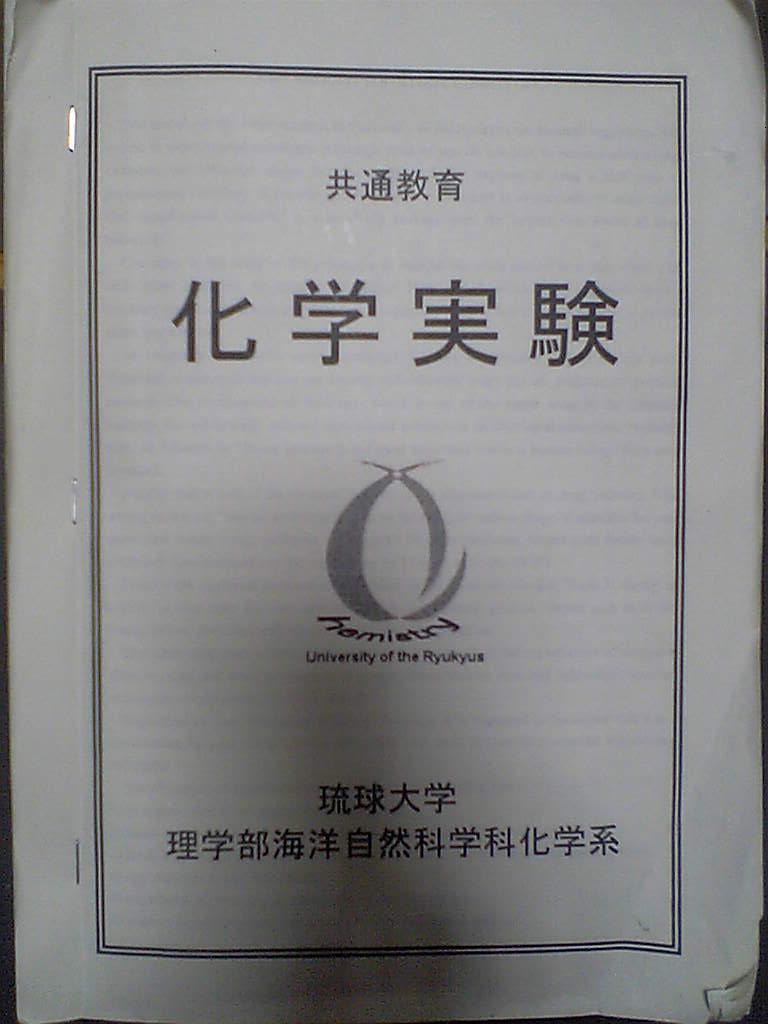 共通教育
化学実験
hemistry
University of the Ryukyus
琉球大学
理学部海洋自然科学科化学系